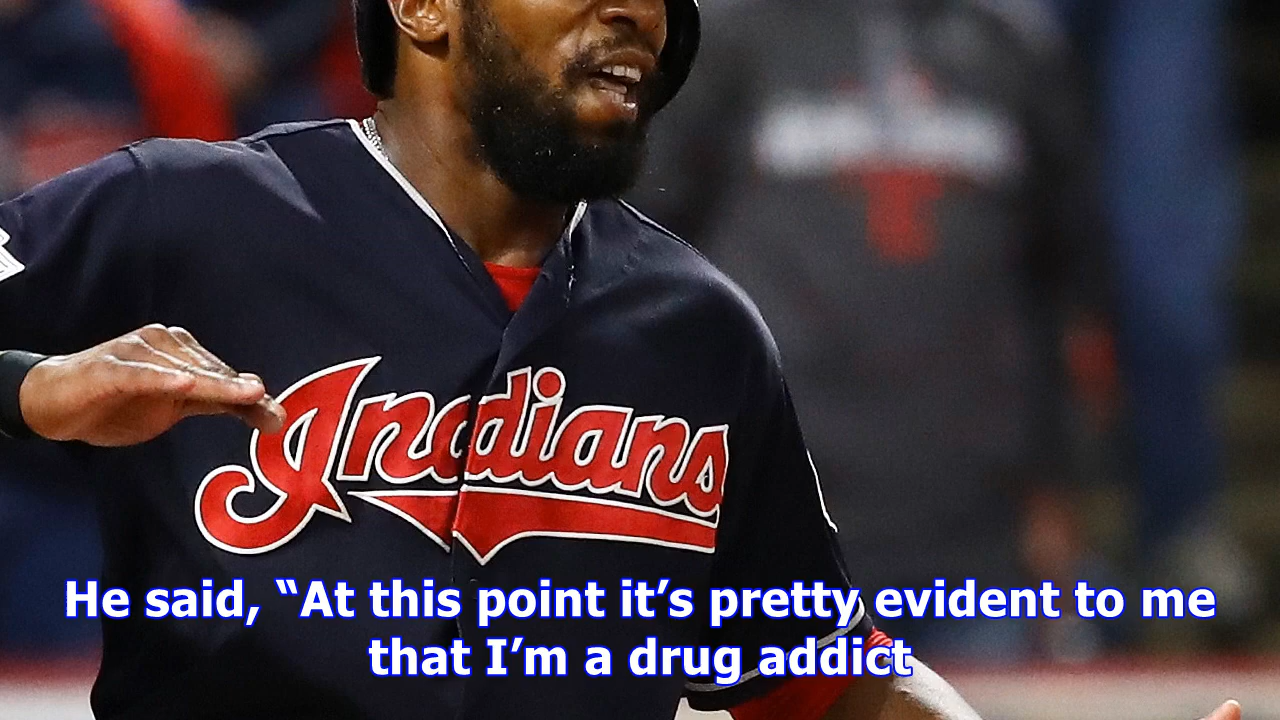 Indians
He said, “At this point it’s pretty evident to me
that I’m a drug addict